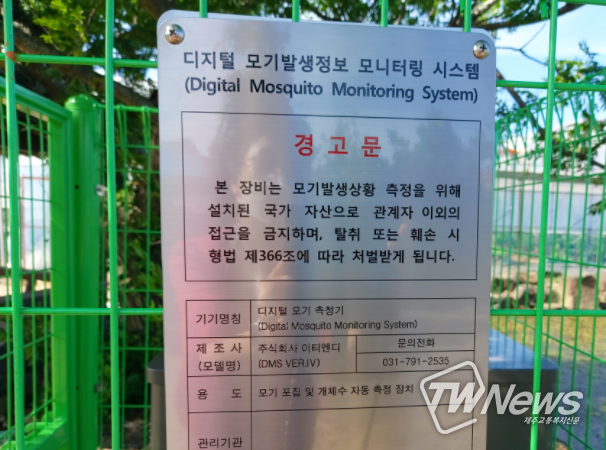 디지털 모기발생정보 모니터링 시스템
(Digital Mosquito Monitoring System)
경고문
본 장비는 모기발생상황 측정을 위해
설치된 국가 자산으로 관계자 이외의
접근을 금지하며, 탈취 또는 훼손 시
형법 제366조에 따라 처벌받게 됩니다.
기기명칭
디지털 모기 측정기
(Digital Mosquito Monitoring System)
제 조 사
(모델명)
주식회사 이티엔디
(DMS VER.IV)
문의전화
031-791-2535
용 도
모기 포집 및 개체수 자동 측정 장치
관리기관
TWNews
제주교통복지신문